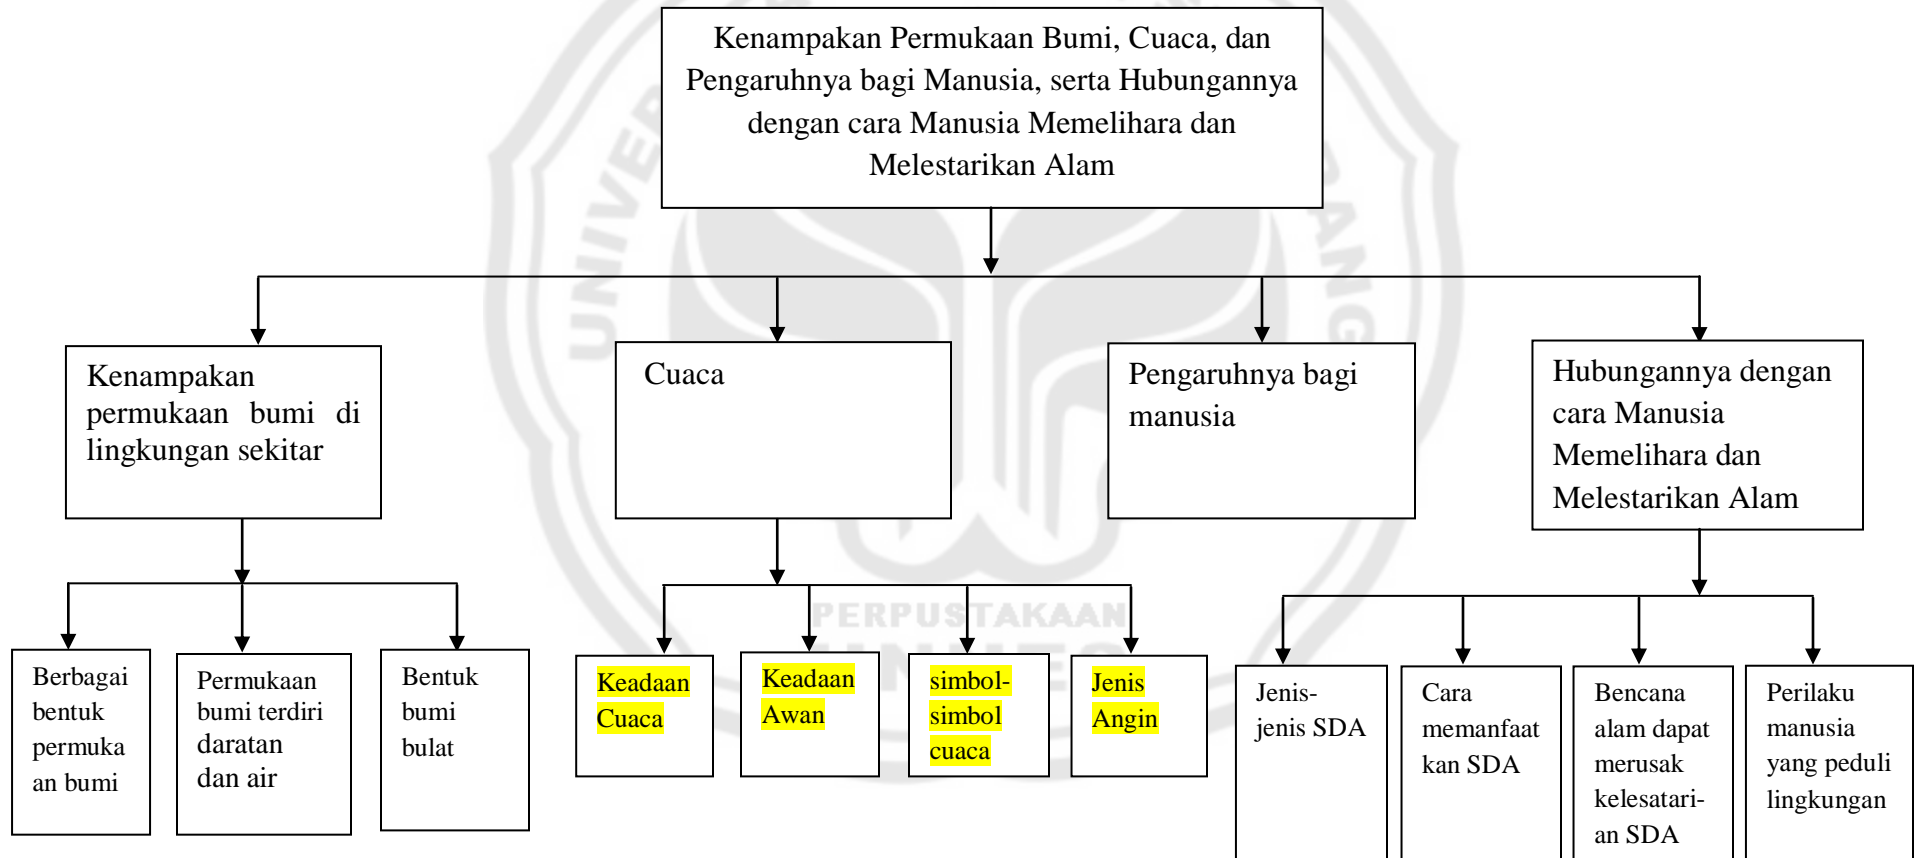 Kenampakan Permukaan Bumi, Cuaca, dan
Pengaruhnya bagi Manusia, serta Hubungannya
dengan cara Manusia Memelihara dan
Melestarikan Alam
Kenampakan
permukaan bumi di
lingkungan sekitar
Cuaca
Pengaruhnya bagi
manusia
Hubungannya dengan
cara Manusia
Memelihara dan
Melestarikan Alam
Berbagai
bentuk
permuka
an bumi
Permukaan
bumi terdiri
daratan
dan air
Bentuk
bumi
bulat
Keadaan
Cuaca
Keadaan
Awan
simbol-
simbol
cuaca
Jenis
Angin
Jenis-
jenis SDA
Cara
memanfaat
kan SDA
Bencana
alam dapat
merusak
kelesatari-
an SDA
Perilaku
manusia
yang peduli
lingkungan
PERPUSTAKAAN